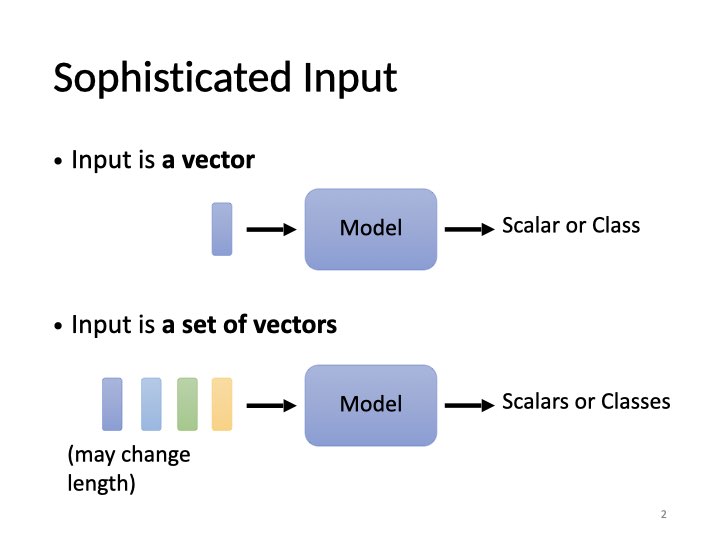 Sophisticated Input
• Input is a vector
Model
Scalar or Class
• Input is a set of vectors
Model
Scalars or Classes
(may change
length)
2